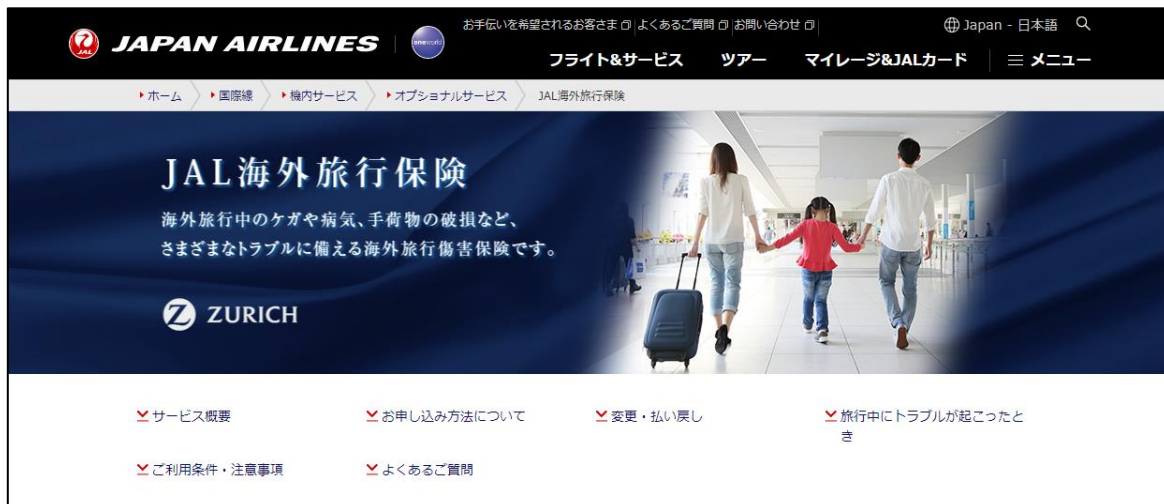 お手伝いを希望されるお客さま よくあるご質問 お問い合わせ
Japan - 日本語
JAL
JAPAN AIRLINES
oneworld
フライト&サービス ツアー マイレージ&JALカード メニュー
ホーム 国際線 機内サービス オプショナルサービス JAL海外旅行保険
JAL海外旅行保険
海外旅行中のケガや病気、手荷物の破損など、
さまざまなトラブルに備える海外旅行傷害保険です。
Z ZURICH
サービス概要 お申し込み方法について 変更・払い戻し 旅行中にトラブルが起こったと
き
ご利用条件・注意事項 よくあるご質問